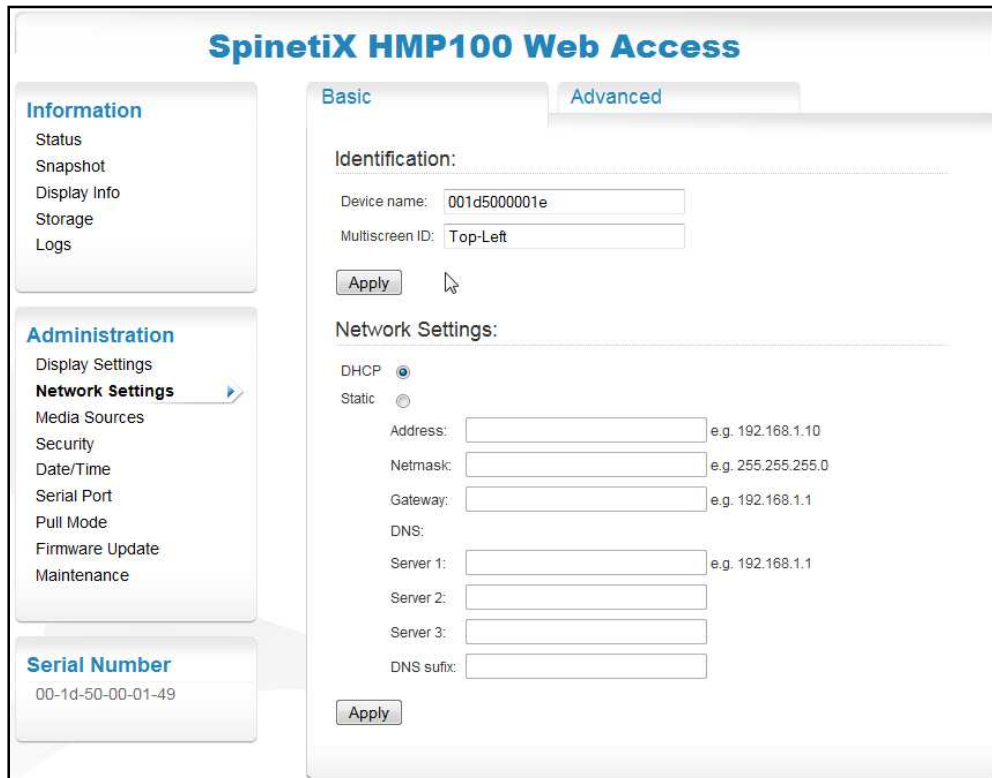 SpinetiX HMP100 Web Access
Information
Status
Snapshot
Display Info
Storage
Logs
Administration
Display Settings
Network Settings
Media Sources
Security
Date/Time
Serial Port
Pull Mode
Firmware Update
Maintenance
Serial Number
00-1d-50-00-01-49
Basic Advanced
Identification:
Device name: 001d5000001e
Multiscreen ID: Top-Left
Apply
Network Settings:
DHCP
Static
Address: e.g. 192.168.1.10
Netmask: e.g. 255.255.255.0
Gateway: e.g. 192.168.1.1
DNS:
Server 1: e.g. 192.168.1.1
Server 2:
Server 3:
DNS sufix:
Apply